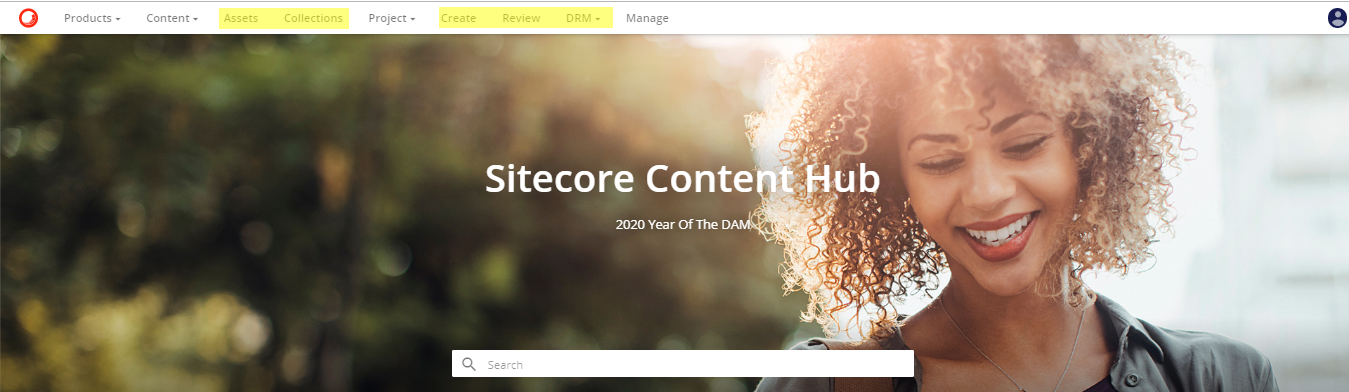 Products Content Assets Collections Project Create Review DRM Manage
Sitecore Content Hub
2020 Year Of The DAM
Search